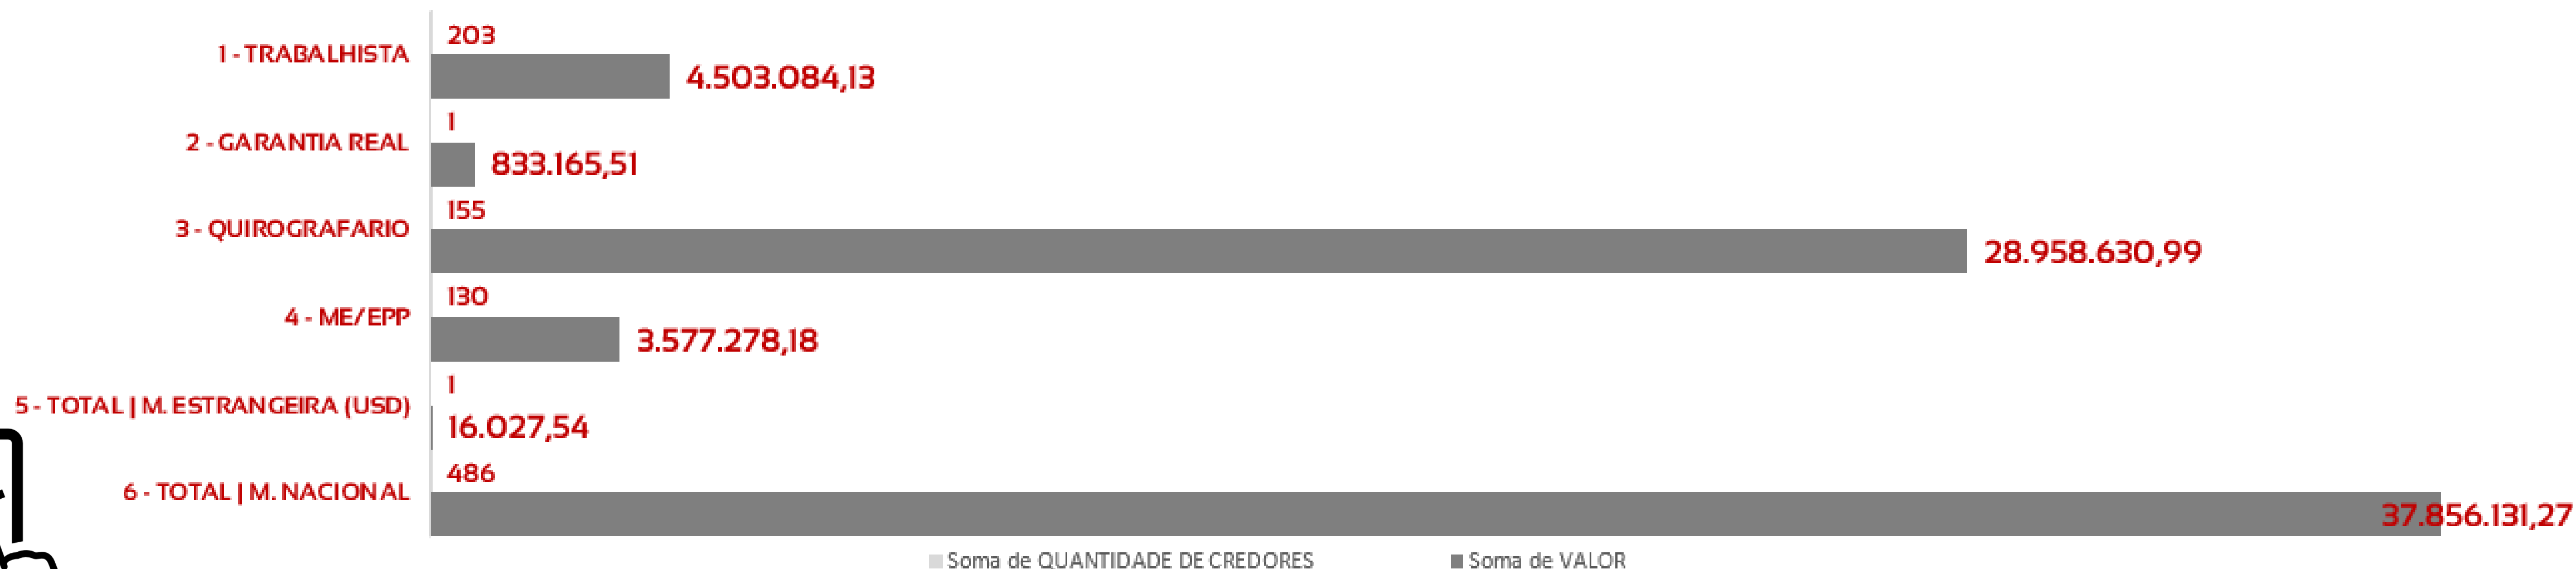 203
1 - TRABALHISTA
4.503.084,13
1
2 - GARANTIA REAL
833.165,51
155
3 - QUIROGRAFARIO
28.958.630,99
130
4 - ME/EPP
3.577.278,18
1
5 - TOTAL | M. ESTRANGEIRA (USD)
16.027,54
486
6 - TOTAL | M. NACIONAL
37.856.131,27
Soma de QUANTIDADE DE CREDORES
Soma de VALOR